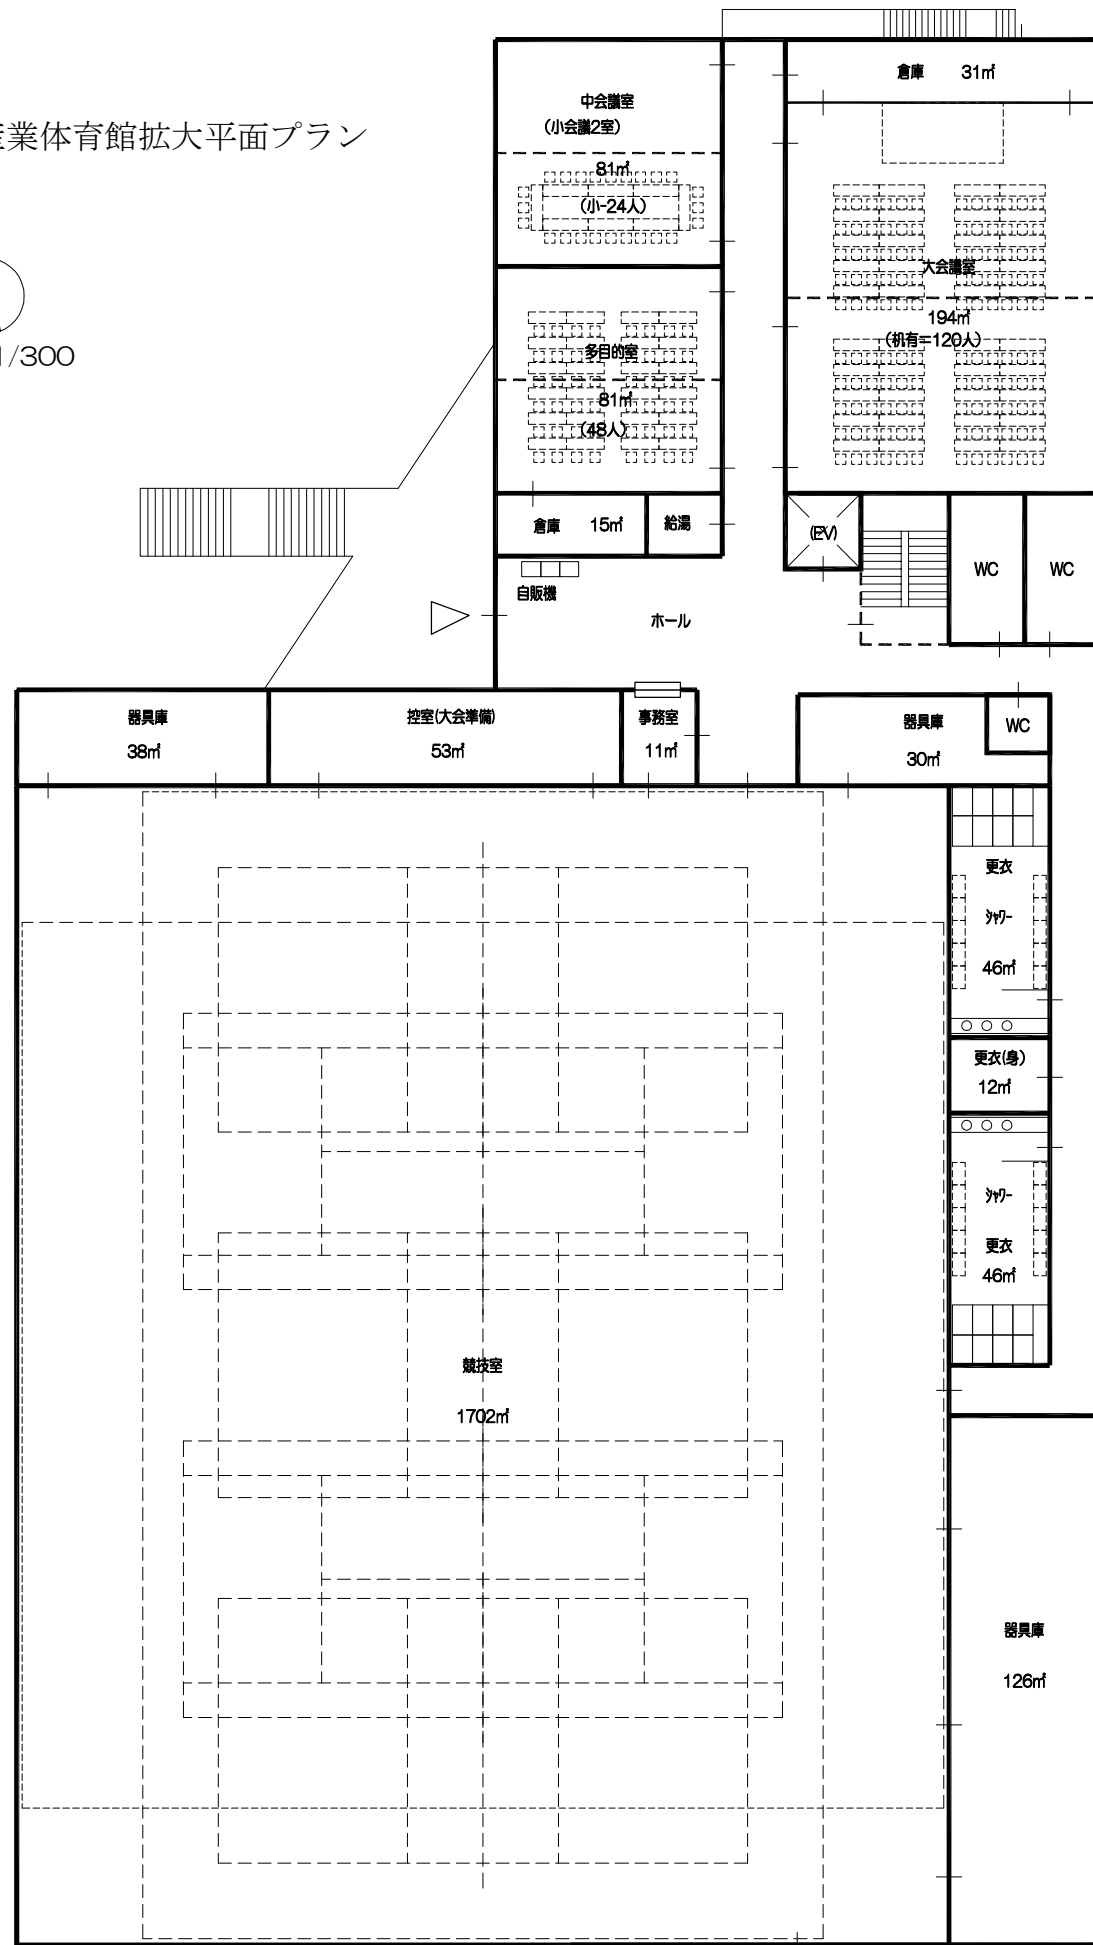 業体育館拡大平面プラン
/300
倉庫 31㎡
中会議室
(小会議2室)
81㎡
(小-24人)
大会議室
194㎡
(机有=120人)
多目的室
81㎡
(48人)
倉庫 15㎡
給湯
(EV)
WC
WC
自販機
ホール
器具庫
38㎡
控室(大会準備)
53㎡
事務室
11㎡
器具庫
30㎡
WC
更衣
シャワー
46㎡
更衣(身)
12㎡
シャワー
更衣
46㎡
競技室
1702㎡
器具庫
126㎡